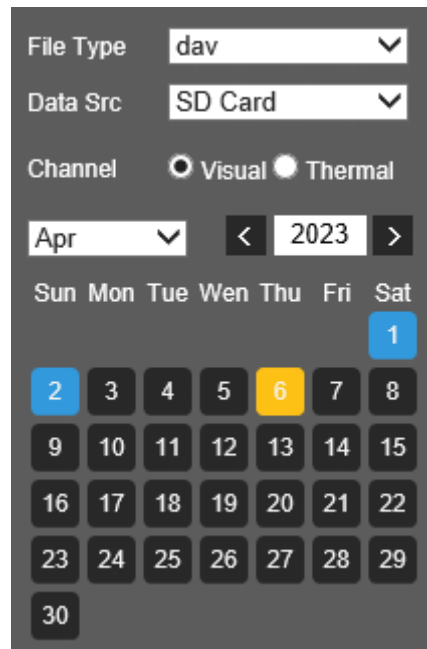 File Type dav
Data Src SD Card
Channel Visual Thermal
Apr < 2023 >
Sun Mon Tue Wen Thu Fri Sat
1
2 3 4 5 6 7 8
9 10 11 12 13 14 15
16 17 18 19 20 21 22
23 24 25 26 27 28 29
30